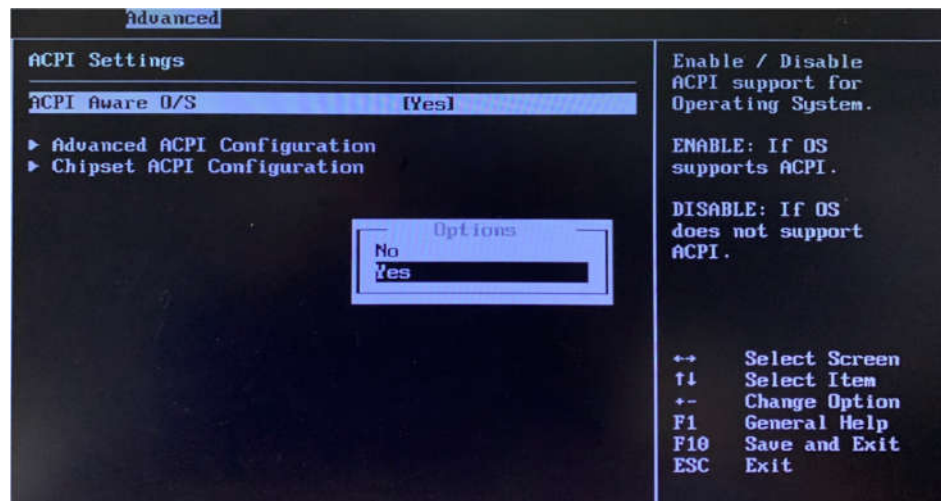 Advanced
ACPI Settings
ACPI Aware O/S [Yes]
► Advanced ACPI Configuration
► Chipset ACPI Configuration
Options
No
Yes
Enable / Disable
ACPI support for
Operating System.
ENABLE: If OS
supports ACPI.
DISABLE: If OS
does not support
ACPI.
↔ Select Screen
↑↓ Select Item
+- Change Option
F1 General Help
F10 Save and Exit
ESC Exit